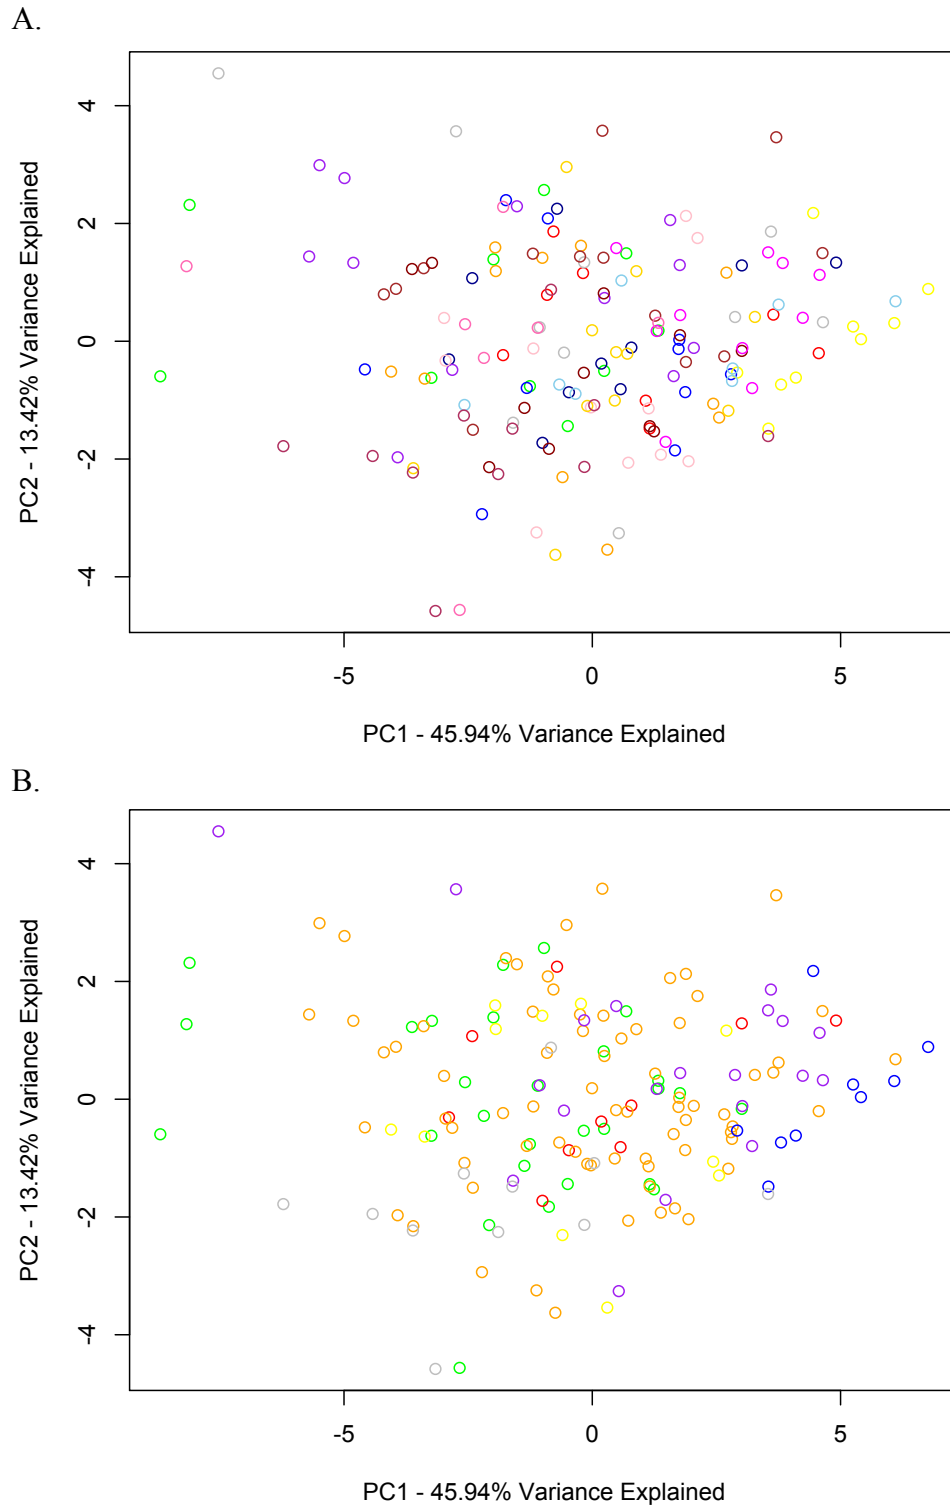 A.
4
2
0
-2
-4
PC2 - 13.42% Variance Explained
-5
0
5
PC1 - 45.94% Variance Explained
B.
4
2
0
-2
-4
PC2 - 13.42% Variance Explained
-5
0
5
PC1 - 45.94% Variance Explained